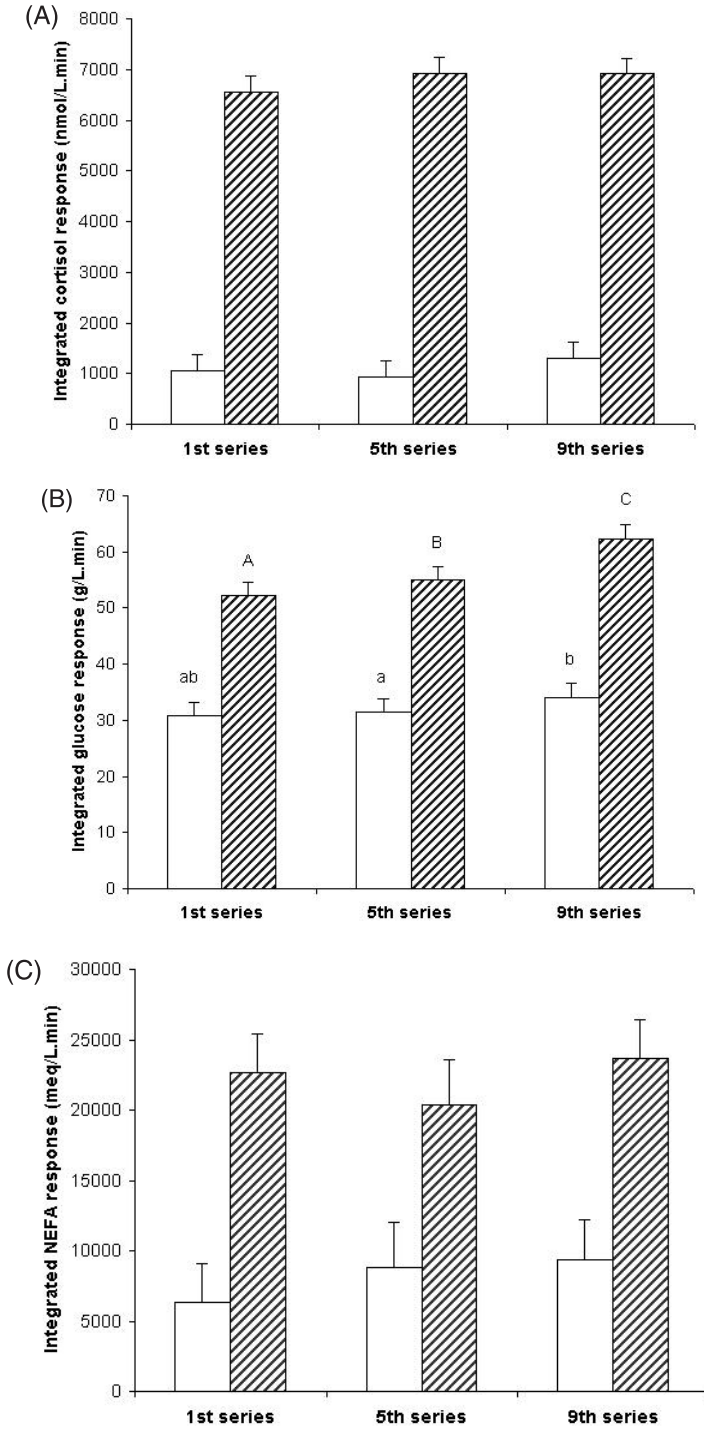 (A)
Integrated cortisol response (nmol/L.min)
8000
7000
6000
5000
4000
3000
2000
1000
0
1st series 5th series 9th series
(B)
Integrated glucose response (g/L.min)
70
60
50
40
30
20
10
0
ab A a B b C
1st series 5th series 9th series
(C)
Integrated NEFA response (meq/L.min)
30000
25000
20000
15000
10000
5000
0
1st series 5th series 9th series